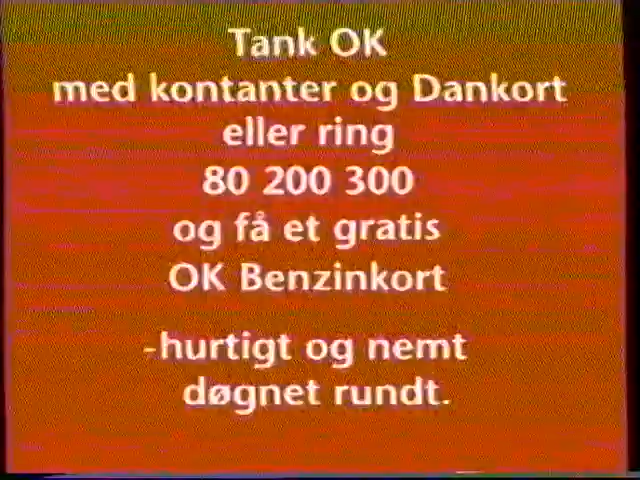 Tank OK
med kontanter og Dankort
eller ring
80 200 300
og få et gratis
OK Benzinkort
-hurtigt og nemt
døgnet rundt.